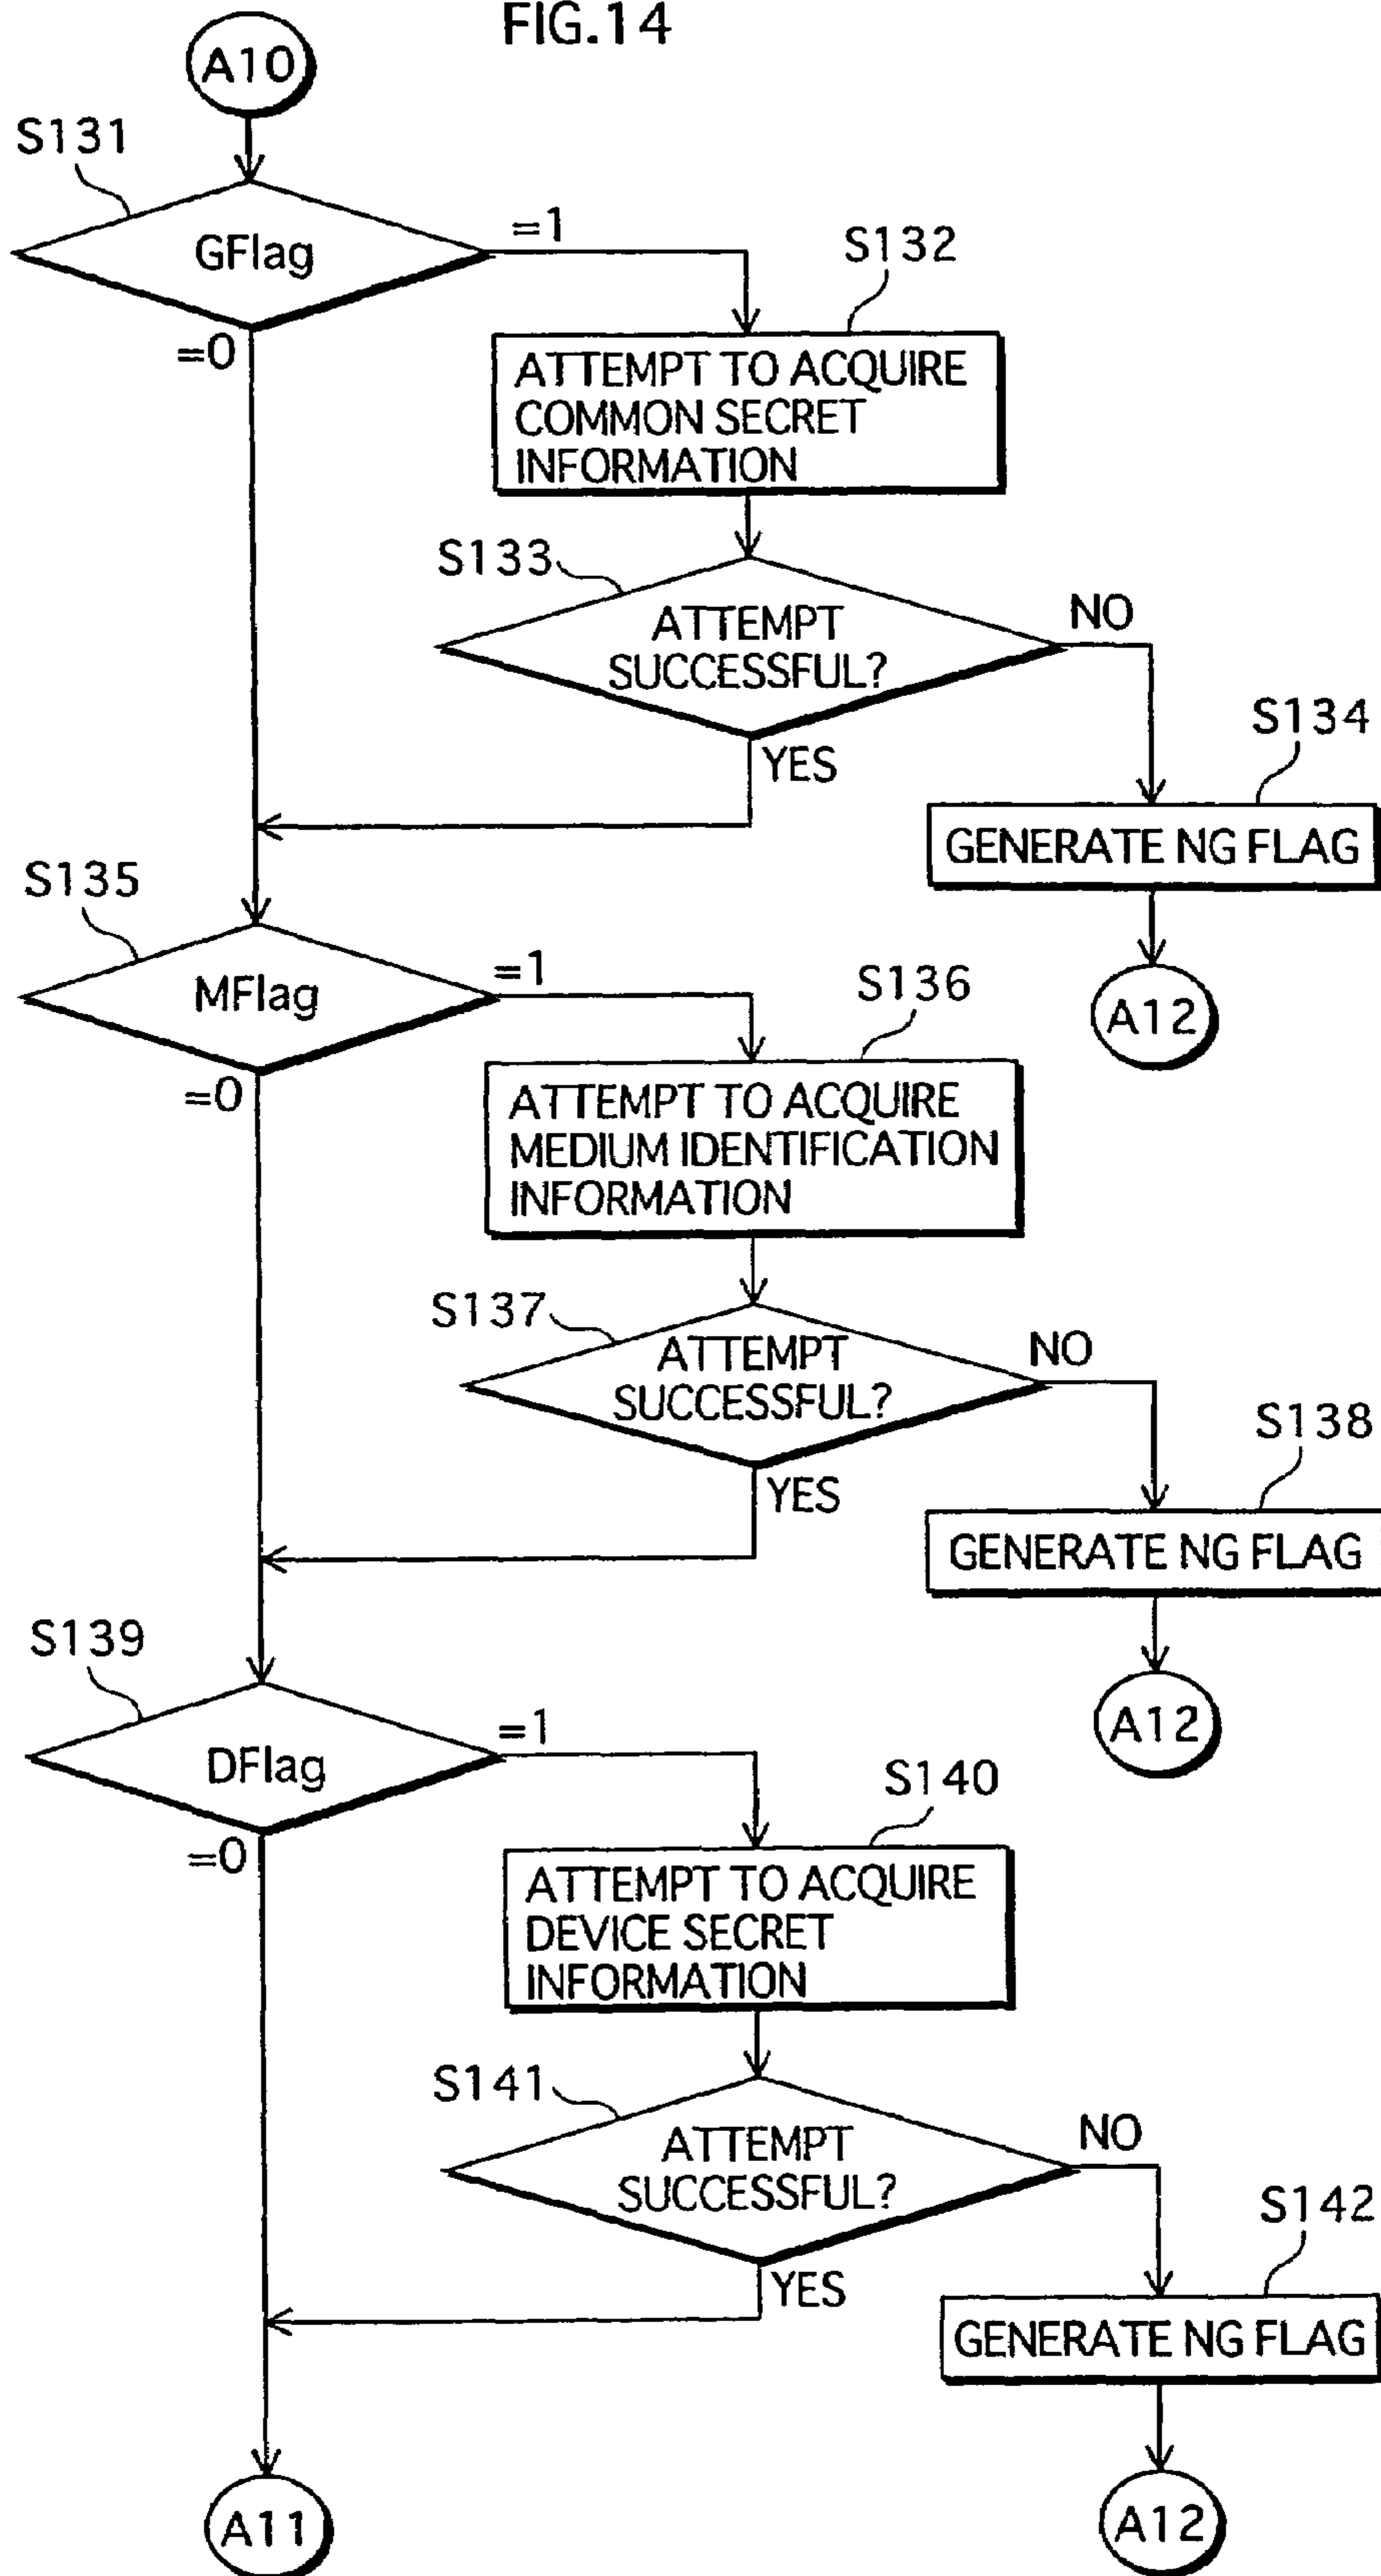 FIG.14
A10
S131
GFlag
=1
=0
S132
ATTEMPT TO ACQUIRE
COMMON SECRET
INFORMATION
S133
ATTEMPT
SUCCESSFUL?
NO
YES
S134
GENERATE NG FLAG
A12
S135
MFlag
=1
=0
S136
ATTEMPT TO ACQUIRE
MEDIUM IDENTIFICATION
INFORMATION
S137
ATTEMPT
SUCCESSFUL?
NO
YES
S138
GENERATE NG FLAG
A12
S139
DFlag
=1
=0
S140
ATTEMPT TO ACQUIRE
DEVICE SECRET
INFORMATION
S141
ATTEMPT
SUCCESSFUL?
NO
YES
S142
GENERATE NG FLAG
A11
A12